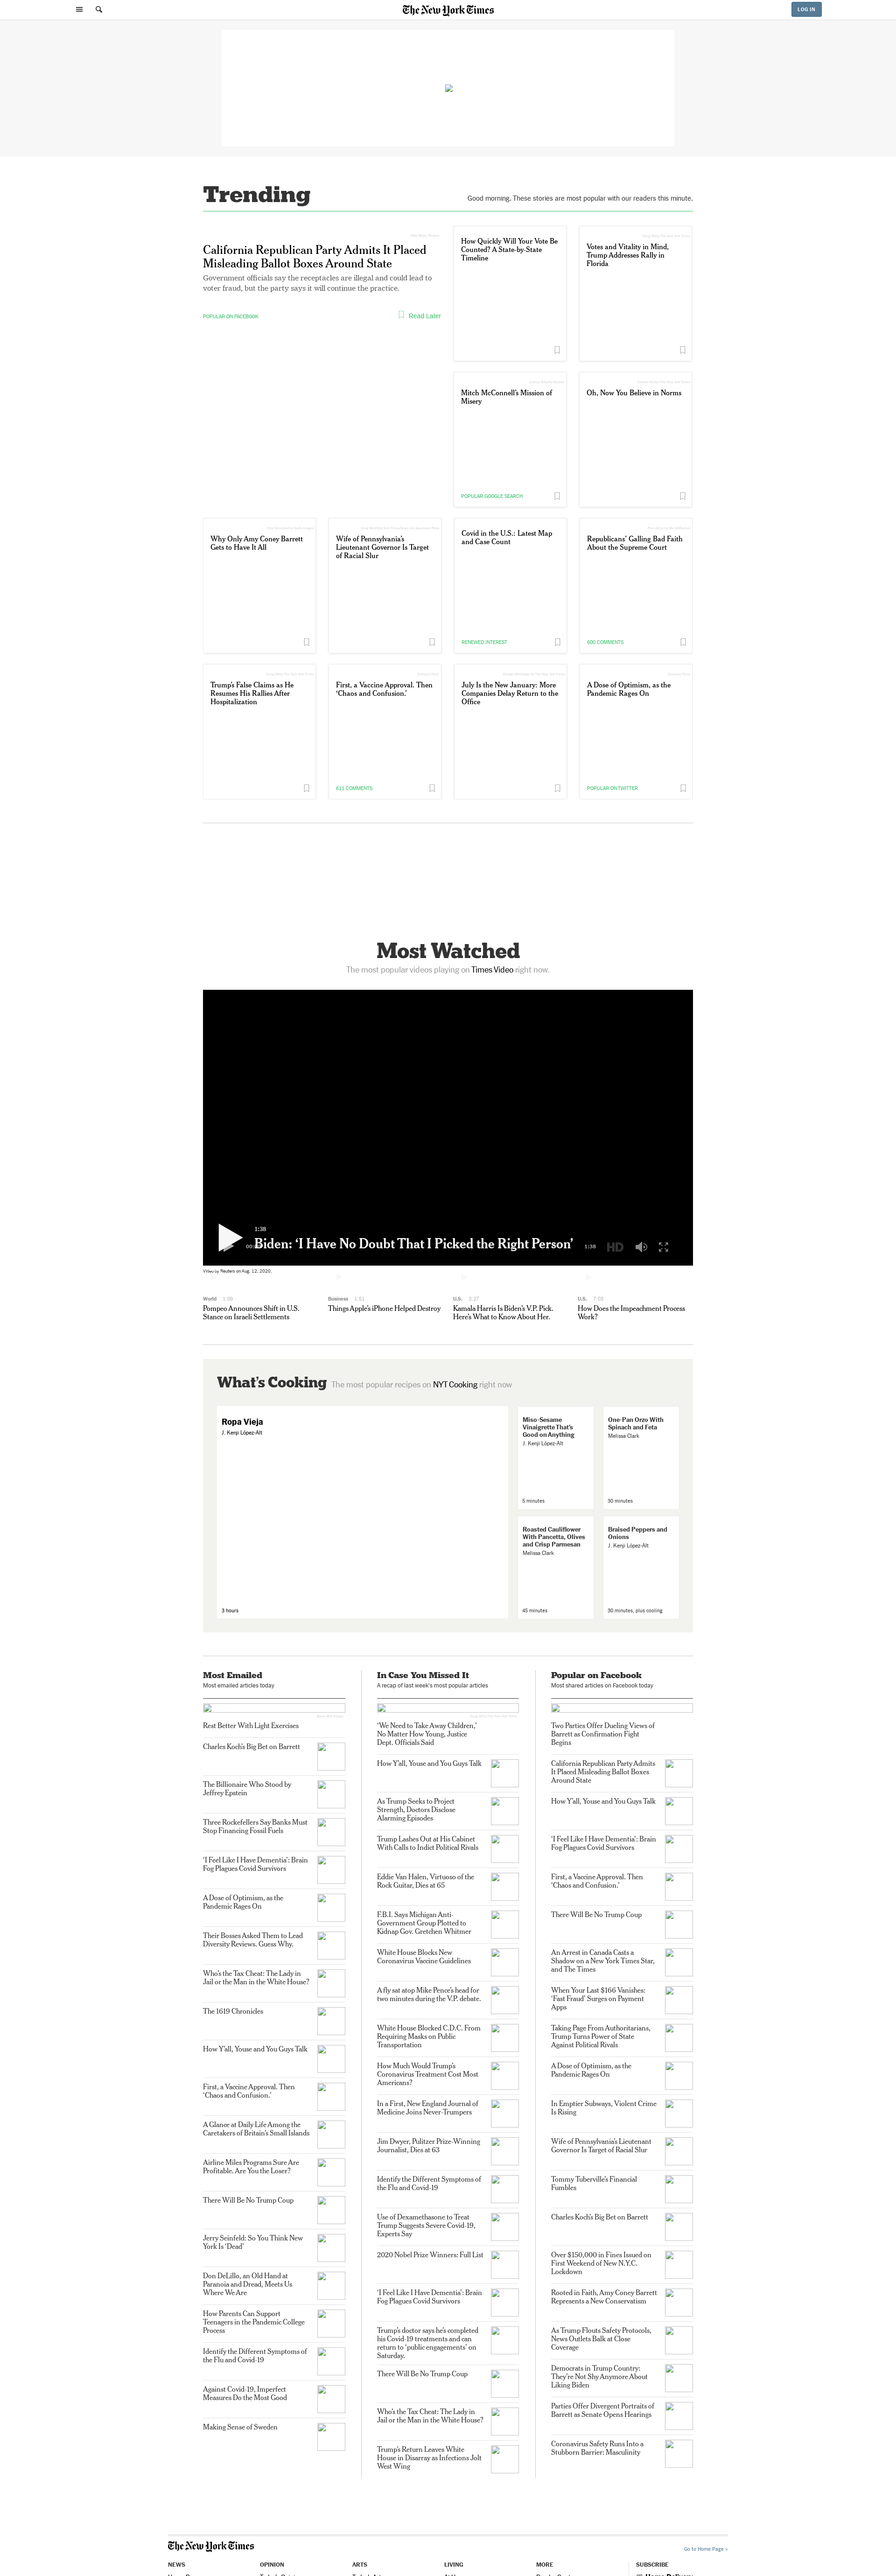 The New York Times
LOG IN
Trending
Good morning. These stories are most popular with our readers this minute.
California Republican Party Admits It Placed
Misleading Ballot Boxes Around State
Government officials say the receptacles are illegal and could lead to
voter fraud, but the party says it will continue the practice.
POPULAR ON FACEBOOK
Read Later
How Quickly Will Your Vote Be
Counted? A State-by-State
Timeline
Votes and Vitality in Mind,
Trump Addresses Rally in
Florida
Mitch McConnell's Mission of
Misery
POPULAR GOOGLE SEARCH
Oh, Now You Believe in Norms
Why Only Amy Coney Barrett
Gets to Have It All
Wife of Pennsylvania's
Lieutenant Governor Is Target
of Racial Slur
Covid in the U.S.: Latest Map
and Case Count
RENEWED INTEREST
Republicans' Galling Bad Faith
About the Supreme Court
600 COMMENTS
Trump's False Claims as He
Resumes His Rallies After
Hospitalization
First, a Vaccine Approval. Then
'Chaos and Confusion.'
611 COMMENTS
July Is the New January: More
Companies Delay Return to the
Office
A Dose of Optimism, as the
Pandemic Rages On
POPULAR ON TWITTER
Most Watched
The most popular videos playing on Times Video right now.
1:38
Biden: 'I Have No Doubt That I Picked the Right Person'
1:38
HD
Reuters on Aug. 12, 2020.
World 1:09
Pompeo Announces Shift in U.S.
Stance on Israeli Settlements
Business 1:51
Things Apple's iPhone Helped Destroy
U.S. 3:27
Kamala Harris Is Biden's V.P. Pick.
Here's What to Know About Her.
U.S. 7:05
How Does the Impeachment Process
Work?
What's Cooking The most popular recipes on NYT Cooking right now
Ropa Vieja
J. Kenji López-Alt
3 hours
Miso-Sesame
Vinaigrette That's
Good on Anything
J. Kenji López-Alt
5 minutes
One-Pan Orzo With
Spinach and Feta
Melissa Clark
30 minutes
Roasted Cauliflower
With Pancetta, Olives
and Crisp Parmesan
Melissa Clark
45 minutes
Braised Peppers and
Onions
J. Kenji López-Alt
30 minutes, plus cooling
Most Emailed
Most emailed articles today
Rest Better With Light Exercises
Charles Koch's Big Bet on Barrett
The Billionaire Who Stood by
Jeffrey Epstein
Three Rockefellers Say Banks Must
Stop Financing Fossil Fuels
'I Feel Like I Have Dementia': Brain
Fog Plagues Covid Survivors
A Dose of Optimism, as the
Pandemic Rages On
Their Bosses Asked Them to Lead
Diversity Reviews. Guess Why.
Who's the Tax Cheat: The Lady in
Jail or the Man in the White House?
The 1619 Chronicles
How Y'all, Youse and You Guys Talk
First, a Vaccine Approval. Then
'Chaos and Confusion.'
A Glance at Daily Life Among the
Caretakers of Britain's Small Islands
Airline Miles Programs Sure Are
Profitable. Are You the Loser?
There Will Be No Trump Coup
Jerry Seinfeld: So You Think New
York Is 'Dead'
Don DeLillo, an Old Hand at
Paranoia and Dread, Meets Us
Where We Are
How Parents Can Support
Teenagers in the Pandemic College
Process
Identify the Different Symptoms of
the Flu and Covid-19
Against Covid-19, Imperfect
Measures Do the Most Good
Making Sense of Sweden
In Case You Missed It
A recap of last week's most popular articles
'We Need to Take Away Children,'
No Matter How Young, Justice
Dept. Officials Said
How Y'all, Youse and You Guys Talk
As Trump Seeks to Project
Strength, Doctors Disclose
Alarming Episodes
Trump Lashes Out at His Cabinet
With Calls to Indict Political Rivals
Eddie Van Halen, Virtuoso of the
Rock Guitar, Dies at 65
F.B.I. Says Michigan Anti-
Government Group Plotted to
Kidnap Gov. Gretchen Whitmer
White House Blocks New
Coronavirus Vaccine Guidelines
A fly sat atop Mike Pence's head for
two minutes during the V.P. debate.
White House Blocked C.D.C. From
Requiring Masks on Public
Transportation
How Much Would Trump's
Coronavirus Treatment Cost Most
Americans?
In a First, New England Journal of
Medicine Joins Never-Trumpers
Jim Dwyer, Pulitzer Prize-Winning
Journalist, Dies at 63
Identify the Different Symptoms of
the Flu and Covid-19
Use of Dexamethasone to Treat
Trump Suggests Severe Covid-19,
Experts Say
2020 Nobel Prize Winners: Full List
'I Feel Like I Have Dementia': Brain
Fog Plagues Covid Survivors
Trump's doctor says he's completed
his Covid-19 treatments and can
return to 'public engagements' on
Saturday.
There Will Be No Trump Coup
Who's the Tax Cheat: The Lady in
Jail or the Man in the White House?
Trump's Return Leaves White
House in Disarray as Infections Jolt
West Wing
Popular on Facebook
Most shared articles on Facebook today
Two Parties Offer Dueling Views of
Barrett as Confirmation Fight
Begins
California Republican Party Admits
It Placed Misleading Ballot Boxes
Around State
How Y'all, Youse and You Guys Talk
'I Feel Like I Have Dementia': Brain
Fog Plagues Covid Survivors
First, a Vaccine Approval. Then
'Chaos and Confusion.'
There Will Be No Trump Coup
An Arrest in Canada Casts a
Shadow on a New York Times Star,
and The Times
When Your $166 Vanishes:
'Fast Fraud' Surges on Payment
Apps
Taking Page From Authoritarians,
Trump Turns Power of State
Against Political Rivals
A Dose of Optimism, as the
Pandemic Rages On
In Emptier Subways, Violent Crime
Is Rising
Wife of Pennsylvania's Lieutenant
Governor Is Target of Racial Slur
Tommy Tuberville's Financial
Fumbles
Charles Koch's Big Bet on Barrett
Over $150,000 in Fines Issued on
First Weekend of New N.Y.C.
Lockdown
Rooted in Faith, Amy Coney Barrett
Represents a New Conservatism
As Trump Flouts Safety Protocols,
News Outlets Balk at Close
Coverage
Democrats in Trump Country:
They're Not Shy Anymore About
Liking Biden
Parties Offer Divergent Portraits of
Barrett as Senate Opens Hearings
Coronavirus Safety Runs Into a
Stubborn Barrier: Masculinity
The New York Times
Go to Home Page »
NEWS
OPINION
ARTS
LIVING
MORE
SUBSCRIBE